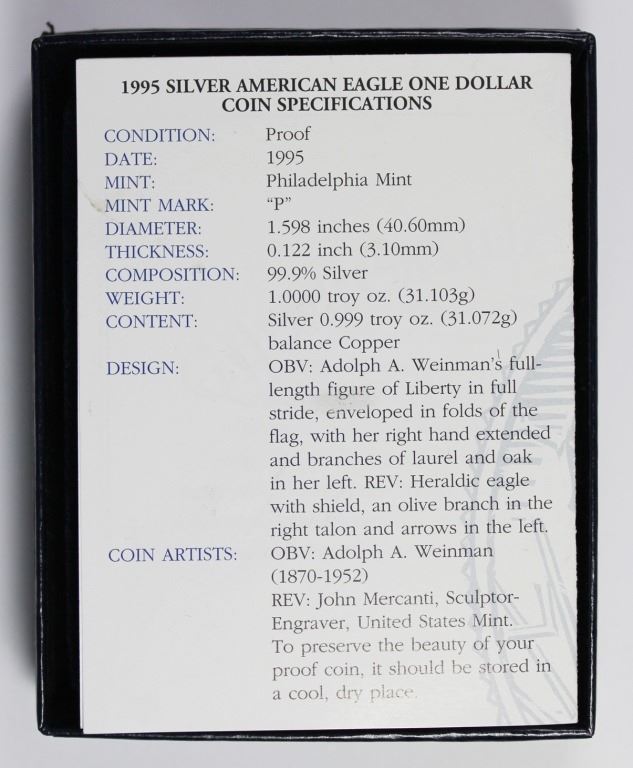 1995 SILVER AMERICAN EAGLE ONE DOLLAR
COIN SPECIFICATIONS
CONDITION: Proof
DATE: 1995
MINT: Philadelphia Mint
MINT MARK: “P”
DIAMETER: 1.598 inches (40.60mm)
THICKNESS: 0.122 inch (3.10mm)
COMPOSITION: 99.9% Silver
WEIGHT: 1.0000 troy oz. (31.103g)
CONTENT: Silver 0.999 troy oz. (31.072g)
balance Copper
DESIGN: OBV: Adolph A. Weinman's full-
length figure of Liberty in full
stride, enveloped in folds of the
flag, with her right hand extended
and branches of laurel and oak
in her left. REV: Heraldic eagle
with shield, an olive branch in the
right talon and arrows in the left.
COIN ARTISTS: OBV: Adolph A. Weinman
(1870-1952)
REV: John Mercanti, Sculptor-
Engraver, United States Mint.
To preserve the beauty of your
proof coin, it should be stored in
a cool, dry place.